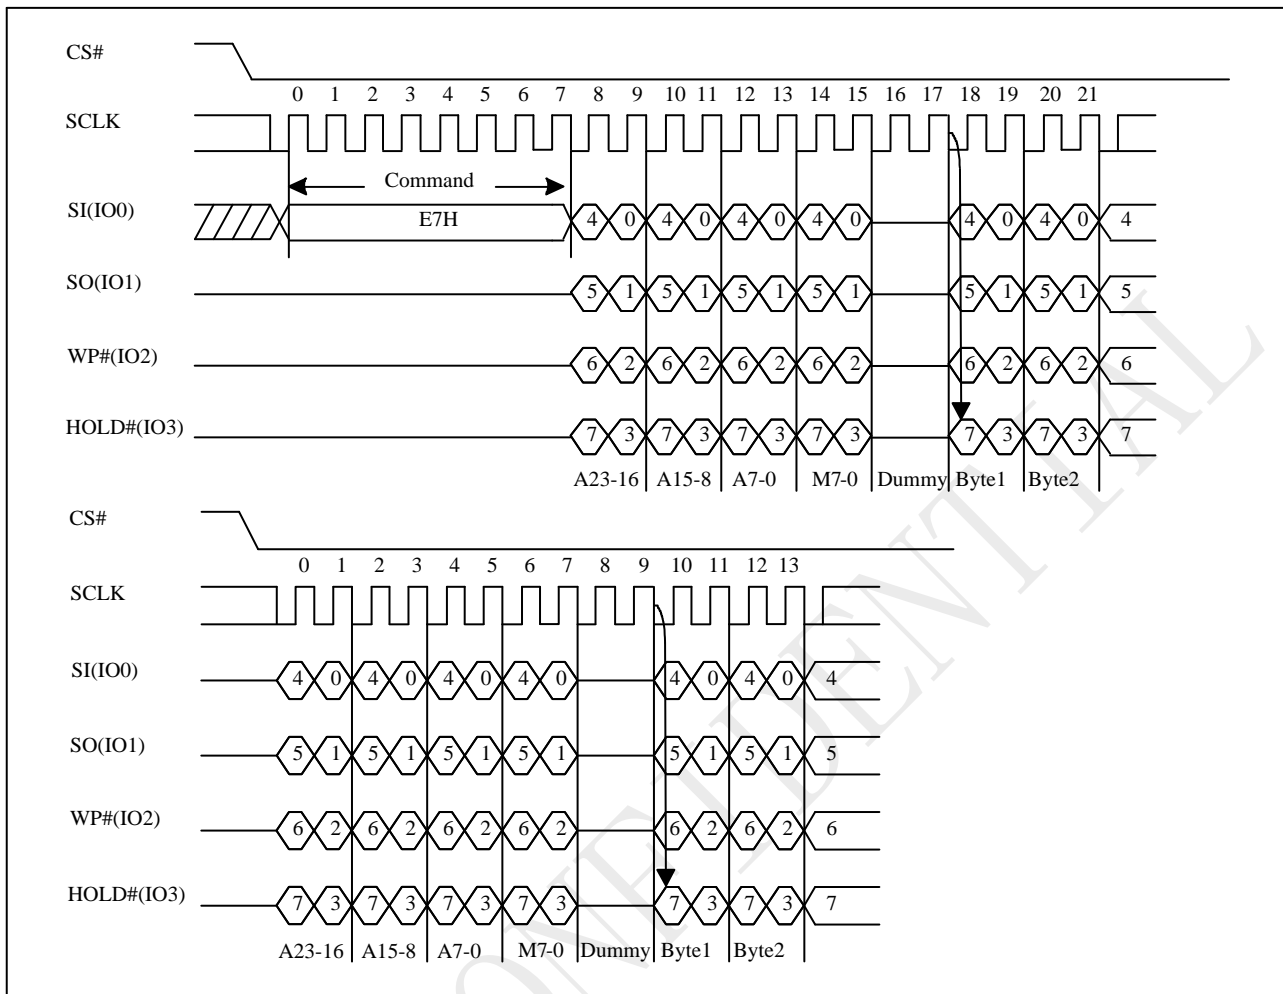 CS#
0 1 2 3 4 5 6 7 8 9 10 11 12 13 14 15 16 17 18 19 20 21
SCLK
Command
SI(IO0) E7H 4 0 4 0 4 0 4 0 4 0 4 0 4
SO(IO1) 5 1 5 1 5 1 5 1 5 1 5 1 5
WP#(IO2) 6 2 6 2 6 2 6 2 6 2 6 2 6
HOLD#(IO3) 7 3 7 3 7 3 7 3 7 3 7 3 7
A23-16 A15-8 A7-0 M7-0 Dummy Byte1 Byte2
CS#
0 1 2 3 4 5 6 7 8 9 10 11 12 13
SCLK
SI(IO0) 4 0 4 0 4 0 4 0 4 0 4 0 4
SO(IO1) 5 1 5 1 5 1 5 1 5 1 5 1 5
WP#(IO2) 6 2 6 2 6 2 6 2 6 2 6 2 6
HOLD#(IO3) 7 3 7 3 7 3 7 3 7 3 7 3 7
A23-16 A15-8 A7-0 M7-0 Dummy Byte1 Byte2
ONFIDENTIAL